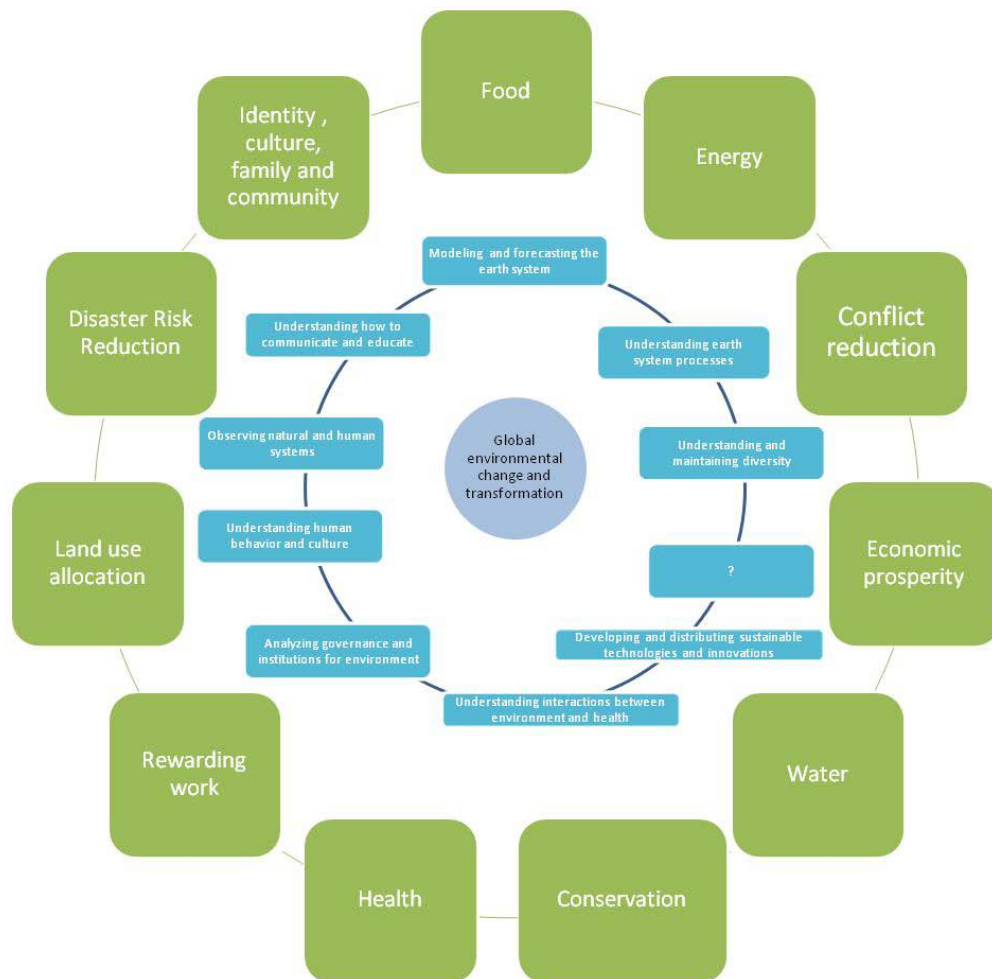 Food
Identity , 
culture, 
family and
community
Energy
Modeling and forecasting the
earth system
Disaster Risk
Reduction
Conflict
reduction
Understanding how to
communicate and educate
Understanding earth
system processes
Observing natural and human
systems
Global
environmental
change and
transformation
Understanding and
maintaining diversity
Land use
allocation
Understanding human
behavior and culture
?
Economic
prosperity
Analyzing governance and
institutions for environment
Developing and distributing sustainable
technologies and innovations
Understanding interactions between
environment and health
Rewarding
work
Water
Health
Conservation